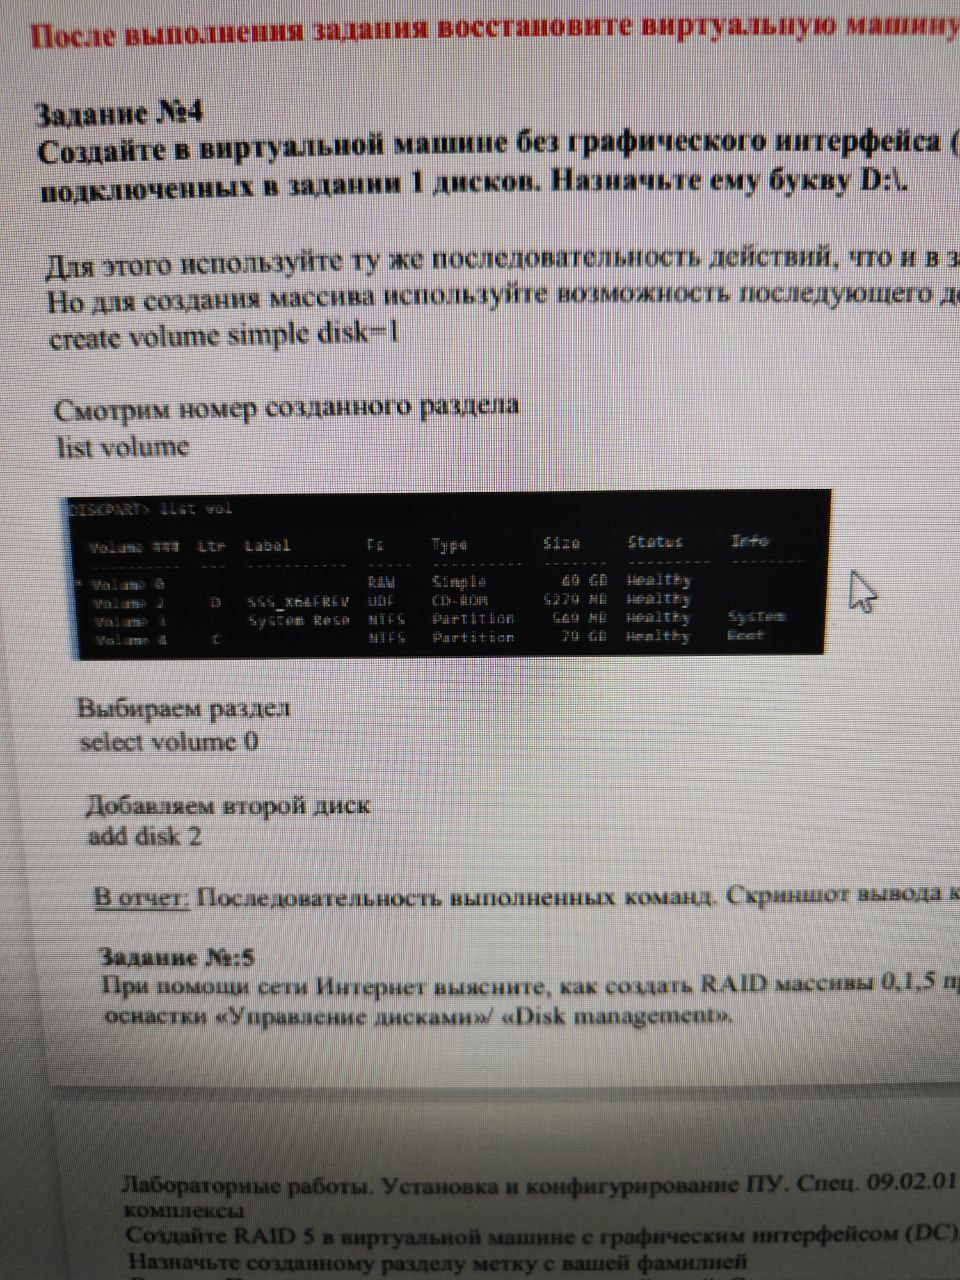 После выполнения задания восстановите виртуальную машину
Задание №4
Создайте в виртуальной машине без графического интерфейса (
подключенных в задании 1 дисков. Назначьте ему букву D:\.
Для этого используйте ту же последовательность действий, что и в з
Но для создания массива используйте возможность последующего д
create volume simple disk=1
Смотрим номер созданного раздела
list volume
DISKPART> list vol
Volume ### Ltr Label Fs Type Size Status Info
Volume 0 RAW Simple GB Healthy
Volume 2 D UDF CD-ROM MB Healthy
Volume 3 System Rese NTFS Partition MB Healthy System
Volume 4 C NTFS Partition GB Healthy Boot
Выбираем раздел
select volume 0
Добавляем второй диск
add disk 2
В отчет: Последовательность выполненных команд. Скриншот вывода к
Задание №:5
При помощи сети Интернет выясните, как создать RAID массивы 0,1,5 п
оснастки «Управление дисками»/ «Disk management».
Лабораторные работы. Установка и конфигурирование ПУ. Спец. 09.02.01
комплексы
Создайте RAID 5 в виртуальной машине с графическим интерфейсом (DC)
Назначьте созданному разделу метку с вашей фамилией